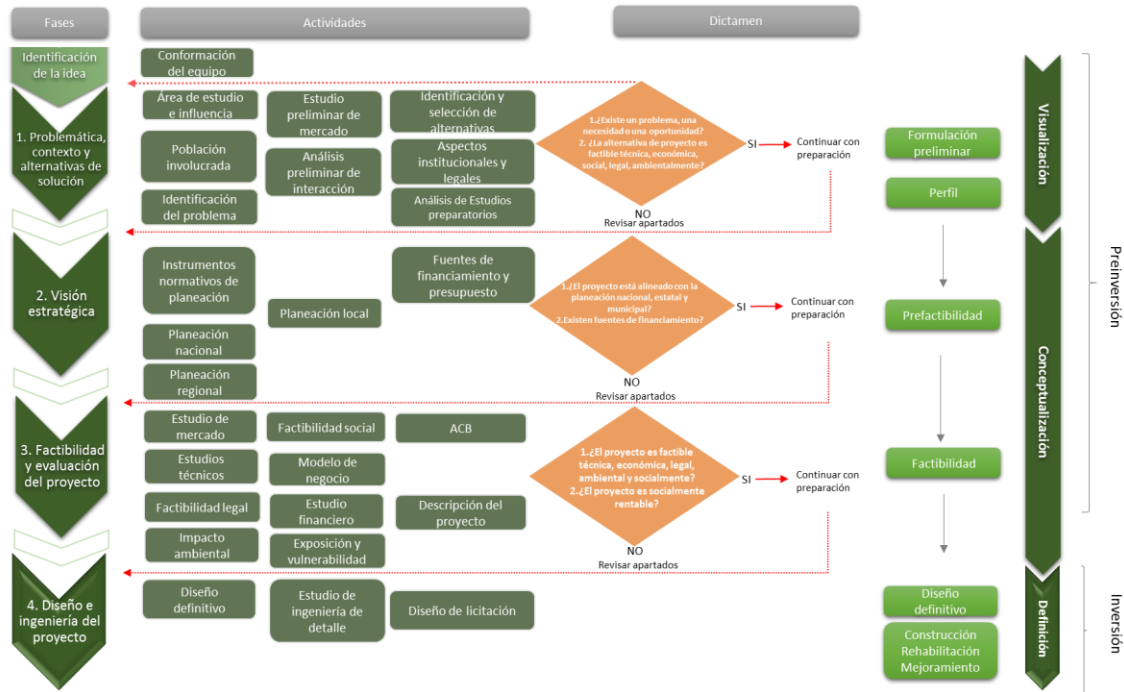 Fases
Actividades
Dictamen
Identificación
de la idea
1. Problemática,
contexto y
alternativas de
solución
2. Visión
estratégica
3. Factibilidad
y evaluación
del proyecto
4. Diseño e
ingeniería del
proyecto
Conformación
del equipo
Área de estudio
e influencia
Estudio
preliminar de
mercado
Identificación y
selección de
alternativas
Población
involucrada
Análisis
preliminar de
interacción
Aspectos
institucionales y
legales
Identificación
del problema
Análisis de Estudios
preparatorios
1.¿Existe un problema, una
necesidad o una oportunidad?
2. ¿La alternativa de proyecto es
factible técnica, económica,
social, legal, ambientalmente?
SI
Continuar con
preparación
NO
Revisar apartados
Instrumentos
normativos de
planeación
Fuentes de
financiamiento y
presupuesto
Planeación local
Planeación
nacional
Planeación
regional
1.¿El proyecto está alineado con la
planeación nacional, estatal y
municipal?
2.Existen fuentes de financiamiento?
SI
Continuar con
preparación
NO
Revisar apartados
Estudio de
mercado
Factibilidad social
ACB
Estudios
técnicos
Modelo de
negocio
Factibilidad legal
Estudio
financiero
Descripción del
proyecto
Impacto
ambiental
Exposición y
vulnerabilidad
1.¿El proyecto es factible
técnica, económica, legal,
ambiental y socialmente?
2.¿El proyecto es socialmente
rentable?
SI
Continuar con
preparación
NO
Revisar apartados
Diseño
definitivo
Estudio de
ingeniería de
detalle
Diseño de licitación
Formulación
preliminar
Perfil
Prefactibilidad
Factibilidad
Diseño
definitivo
Construcción
Rehabilitación
Mejoramiento
Visualización
Conceptualización
Definición
Preinversión
Inversión